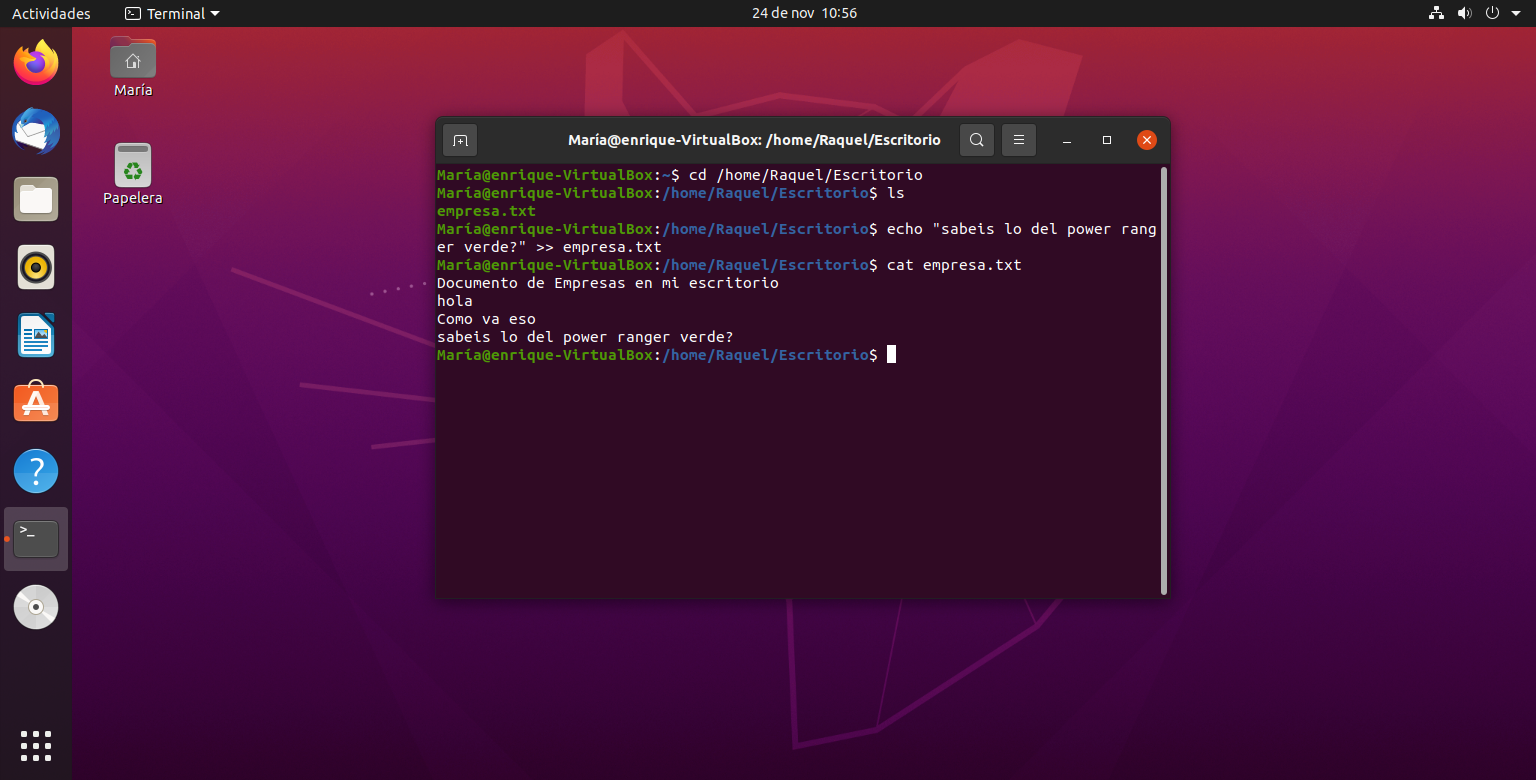 Actividades
Terminal
24 de nov 10:56
María
Papelera
María@enrique-VirtualBox: /home/Raquel/Escritorio
María@enrique-VirtualBox:~$ cd /home/Raquel/Escritorio
María@enrique-VirtualBox:/home/Raquel/Escritorio$ ls
empresa.txt
María@enrique-VirtualBox:/home/Raquel/Escritorio$ echo "sabeis lo del power rang
er verde?" >> empresa.txt
María@enrique-VirtualBox:/home/Raquel/Escritorio$ cat empresa.txt
Documento de Empresas en mi escritorio
hola
Como va eso
sabeis lo del power ranger verde?
María@enrique-VirtualBox:/home/Raquel/Escritorio$